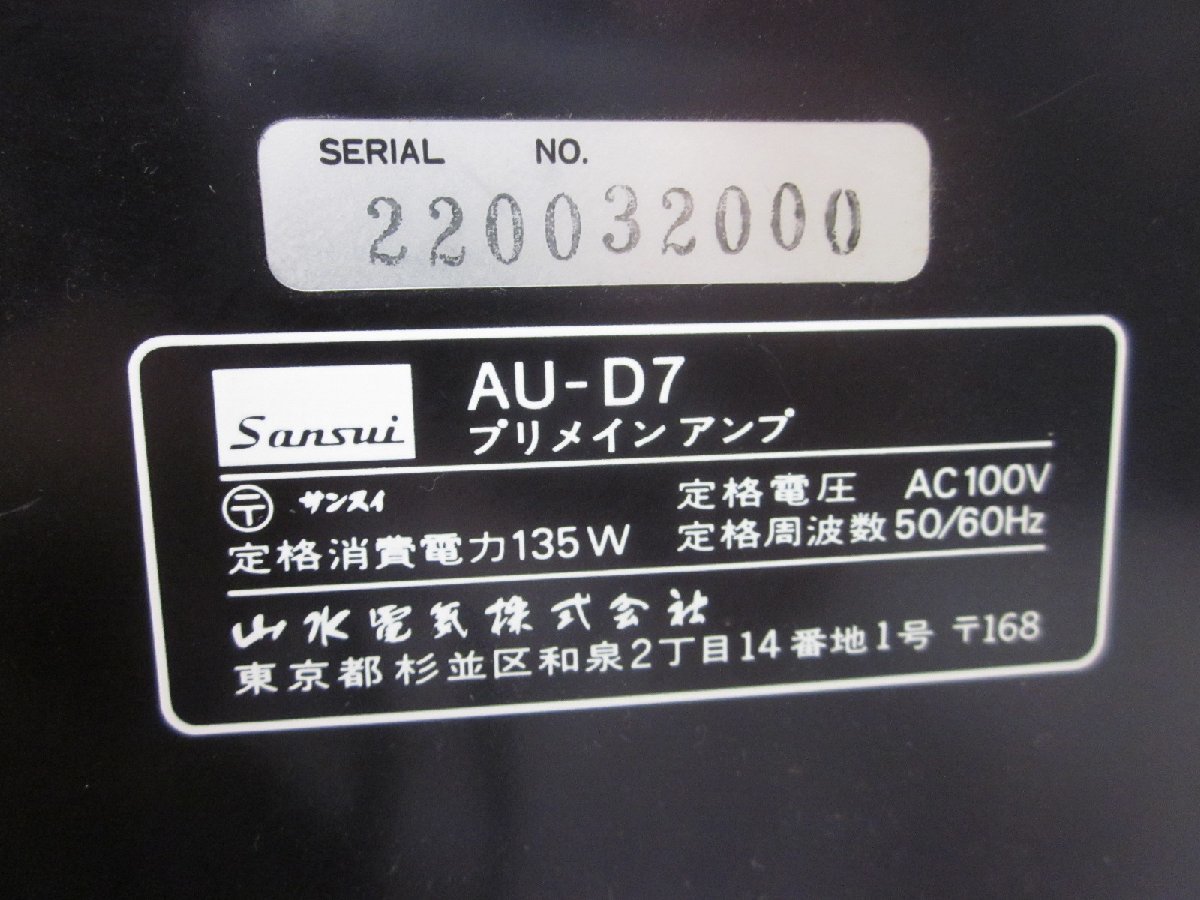 SERIAL NO.
220032000
Sansui
AU-D7
プリメインアンプ
〒 サンスイ
定格電圧 AC100V
定格消費電力135W
定格周波数50/60Hz
山水電気株式会社
東京都杉並区和泉2丁目14番地1号 〒168